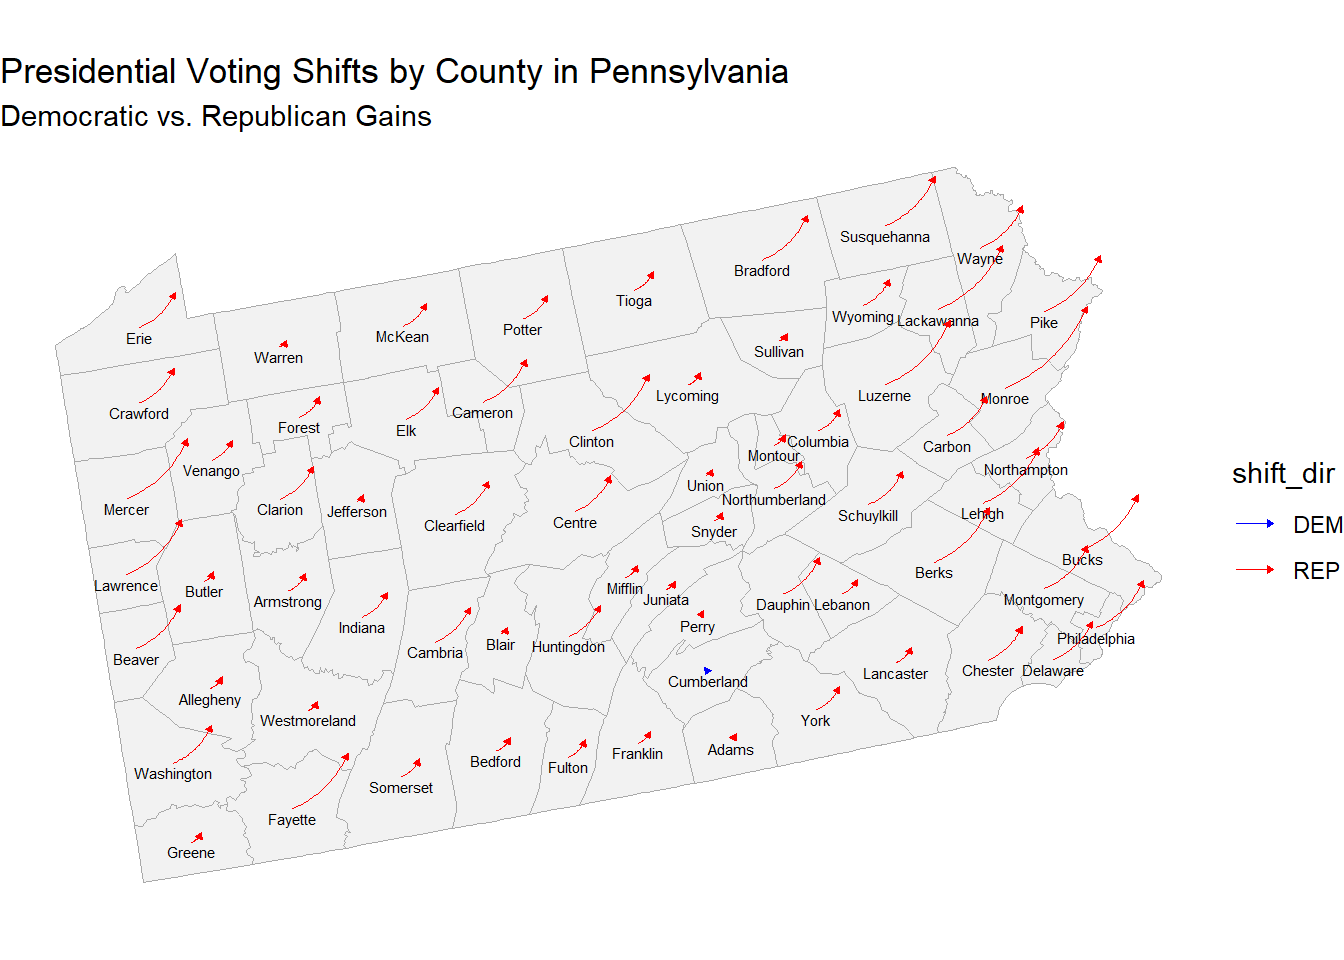 Presidential Voting Shifts by County in Pennsylvania
Democratic vs. Republican Gains
Susquehanna
Wayne
Bradford
Tioga
Wyoming
Lackawanna
Pike
Potter
McKean
Erie
Sullivan
Warren
Lycoming
Luzerne
Monroe
Cameron
Crawford
Forest
Elk
Clinton
Columbia
Carbon
Montour
Venango
Northampton
Union
Northumberland
Mercer
Clarion
Jefferson
Clearfield
Centre
Schuylkill
Lehigh
Snyder
Bucks
Berks
Lawrence
Butler
Mifflin
Juniata
Armstrong
Dauphin
Lebanon
Montgomery
Indiana
Perry
Philadelphia
Blair
Huntingdon
Cambria
Beaver
Chester
Delaware
Lancaster
Cumberland
Allegheny
Westmoreland
York
Adams
Franklin
Bedford
Fulton
Washington
Somerset
Fayette
Greene
shift_dir
DEM
REP